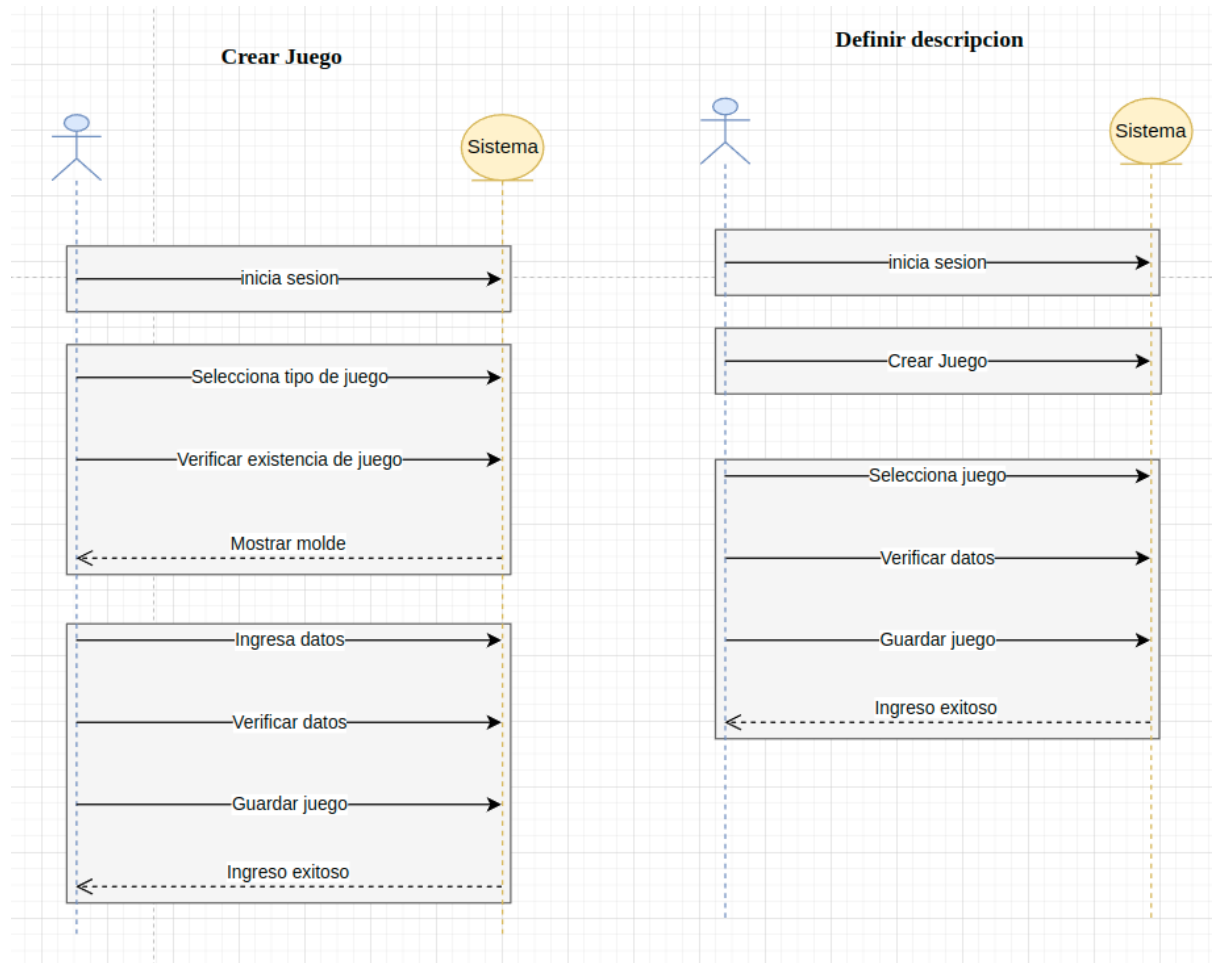 Crear Juego
Sistema
inicia sesion
Selecciona tipo de juego
Verificar existencia de juego
Mostrar molde
Ingresa datos
Verificar datos
Guardar juego
Ingreso exitoso
Definir descripcion
Sistema
inicia sesion
Crear Juego
Selecciona juego
Verificar datos
Guardar juego
Ingreso exitoso